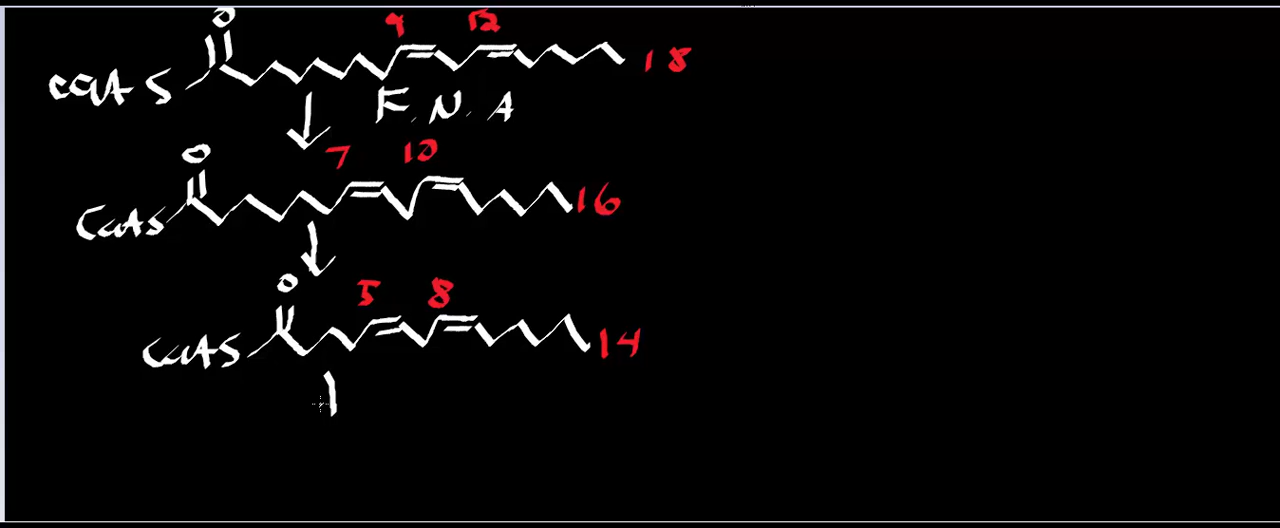 O 9 12
CoAS 18
F. N. A
O 7 10
CoAS 16
O 5 8
CoAS 14